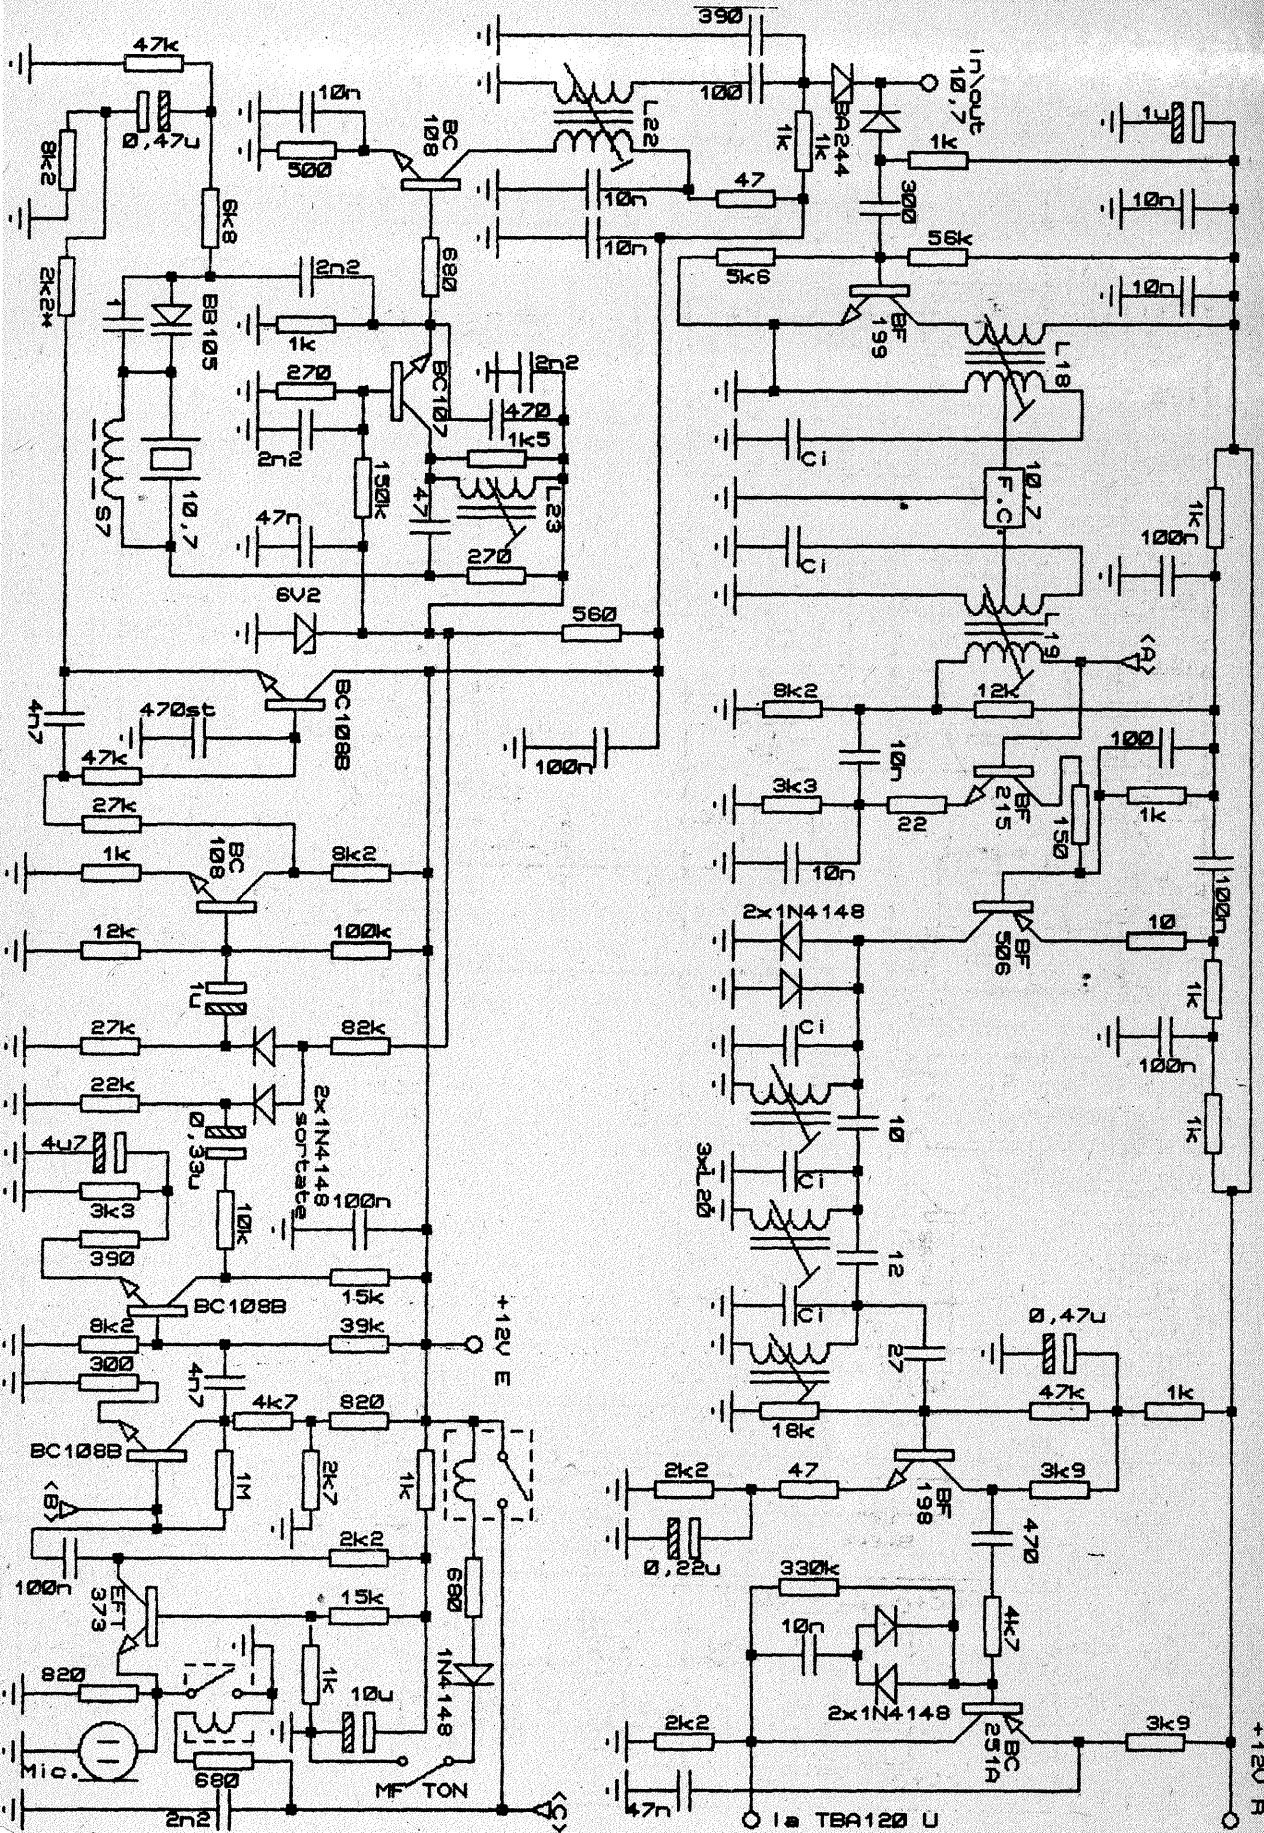 390
47k
10n
100
L22
in/out
10,7
1u
0,47u
BC
108
1k
1k
BA244
1k
8k2
500
47
10n
300
10n
6k8
680
10n
56k
5k6
2k2*
2n2
10n
1
BB105
1k
BF
199
L18
270
BC107
2n2
470
1k5
Ci
2n2
150k
10,7
F.C.
S7
10,7
47n
47
L23
270
1k
100n
Ci
6V2
560
L19
<A>
8k2
12k
4n7
470st
BC108B
100n
10n
100
47k
3k3
22
BF
215
150
1k
27k
1k
BC
108
8k2
10n
100n
2x1N4148
12k
100k
BF
506
10
1u
1k
27k
82k
Ci
100n
22k
0,33u
2x1N4148
sortate
10
1k
4u7
3xL20
Ci
3k3
10k
100n
390
12
15k
BC108B
+12V E
Ci
0,47u
8k2
39k
27
300
4n7
4k7
820
18k
47k
1k
BC108B
1M
2k7
1k
2k2
47
BF
198
3k9
<B>
470
100n
2k2
0,22u
EFT
373
15k
680
330k
4k7
10n
820
1k
10u
1N4148
2x1N4148
BC
251A
3k9
2k2
Mic.
680
MF TON
47n
2n2
<C>
1a TBA120 U
+12V R